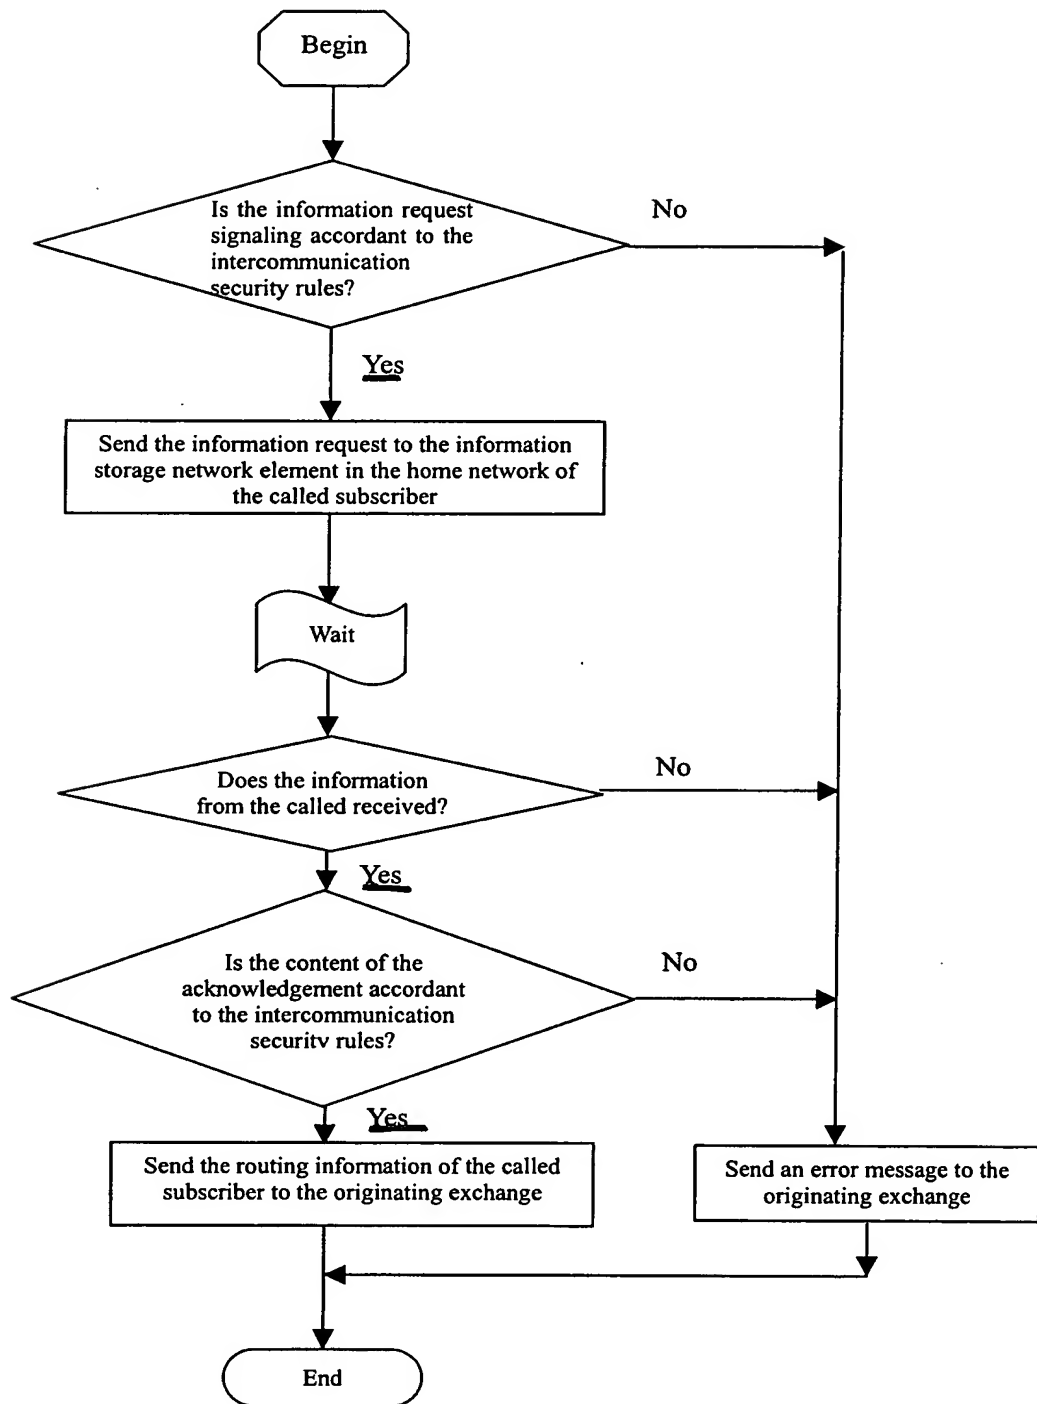 Begin
Is the information request
signaling accordant to the
intercommunication
security rules?
No
Yes
Send the information request to the information
storage network element in the home network of
the called subscriber
Wait
Does the information
from the called received?
No
Yes
Is the content of the
acknowledgement accordant
to the intercommunication
security rules?
No
Yes
Send the routing information of the called
subscriber to the originating exchange
Send an error message to the
originating exchange
End